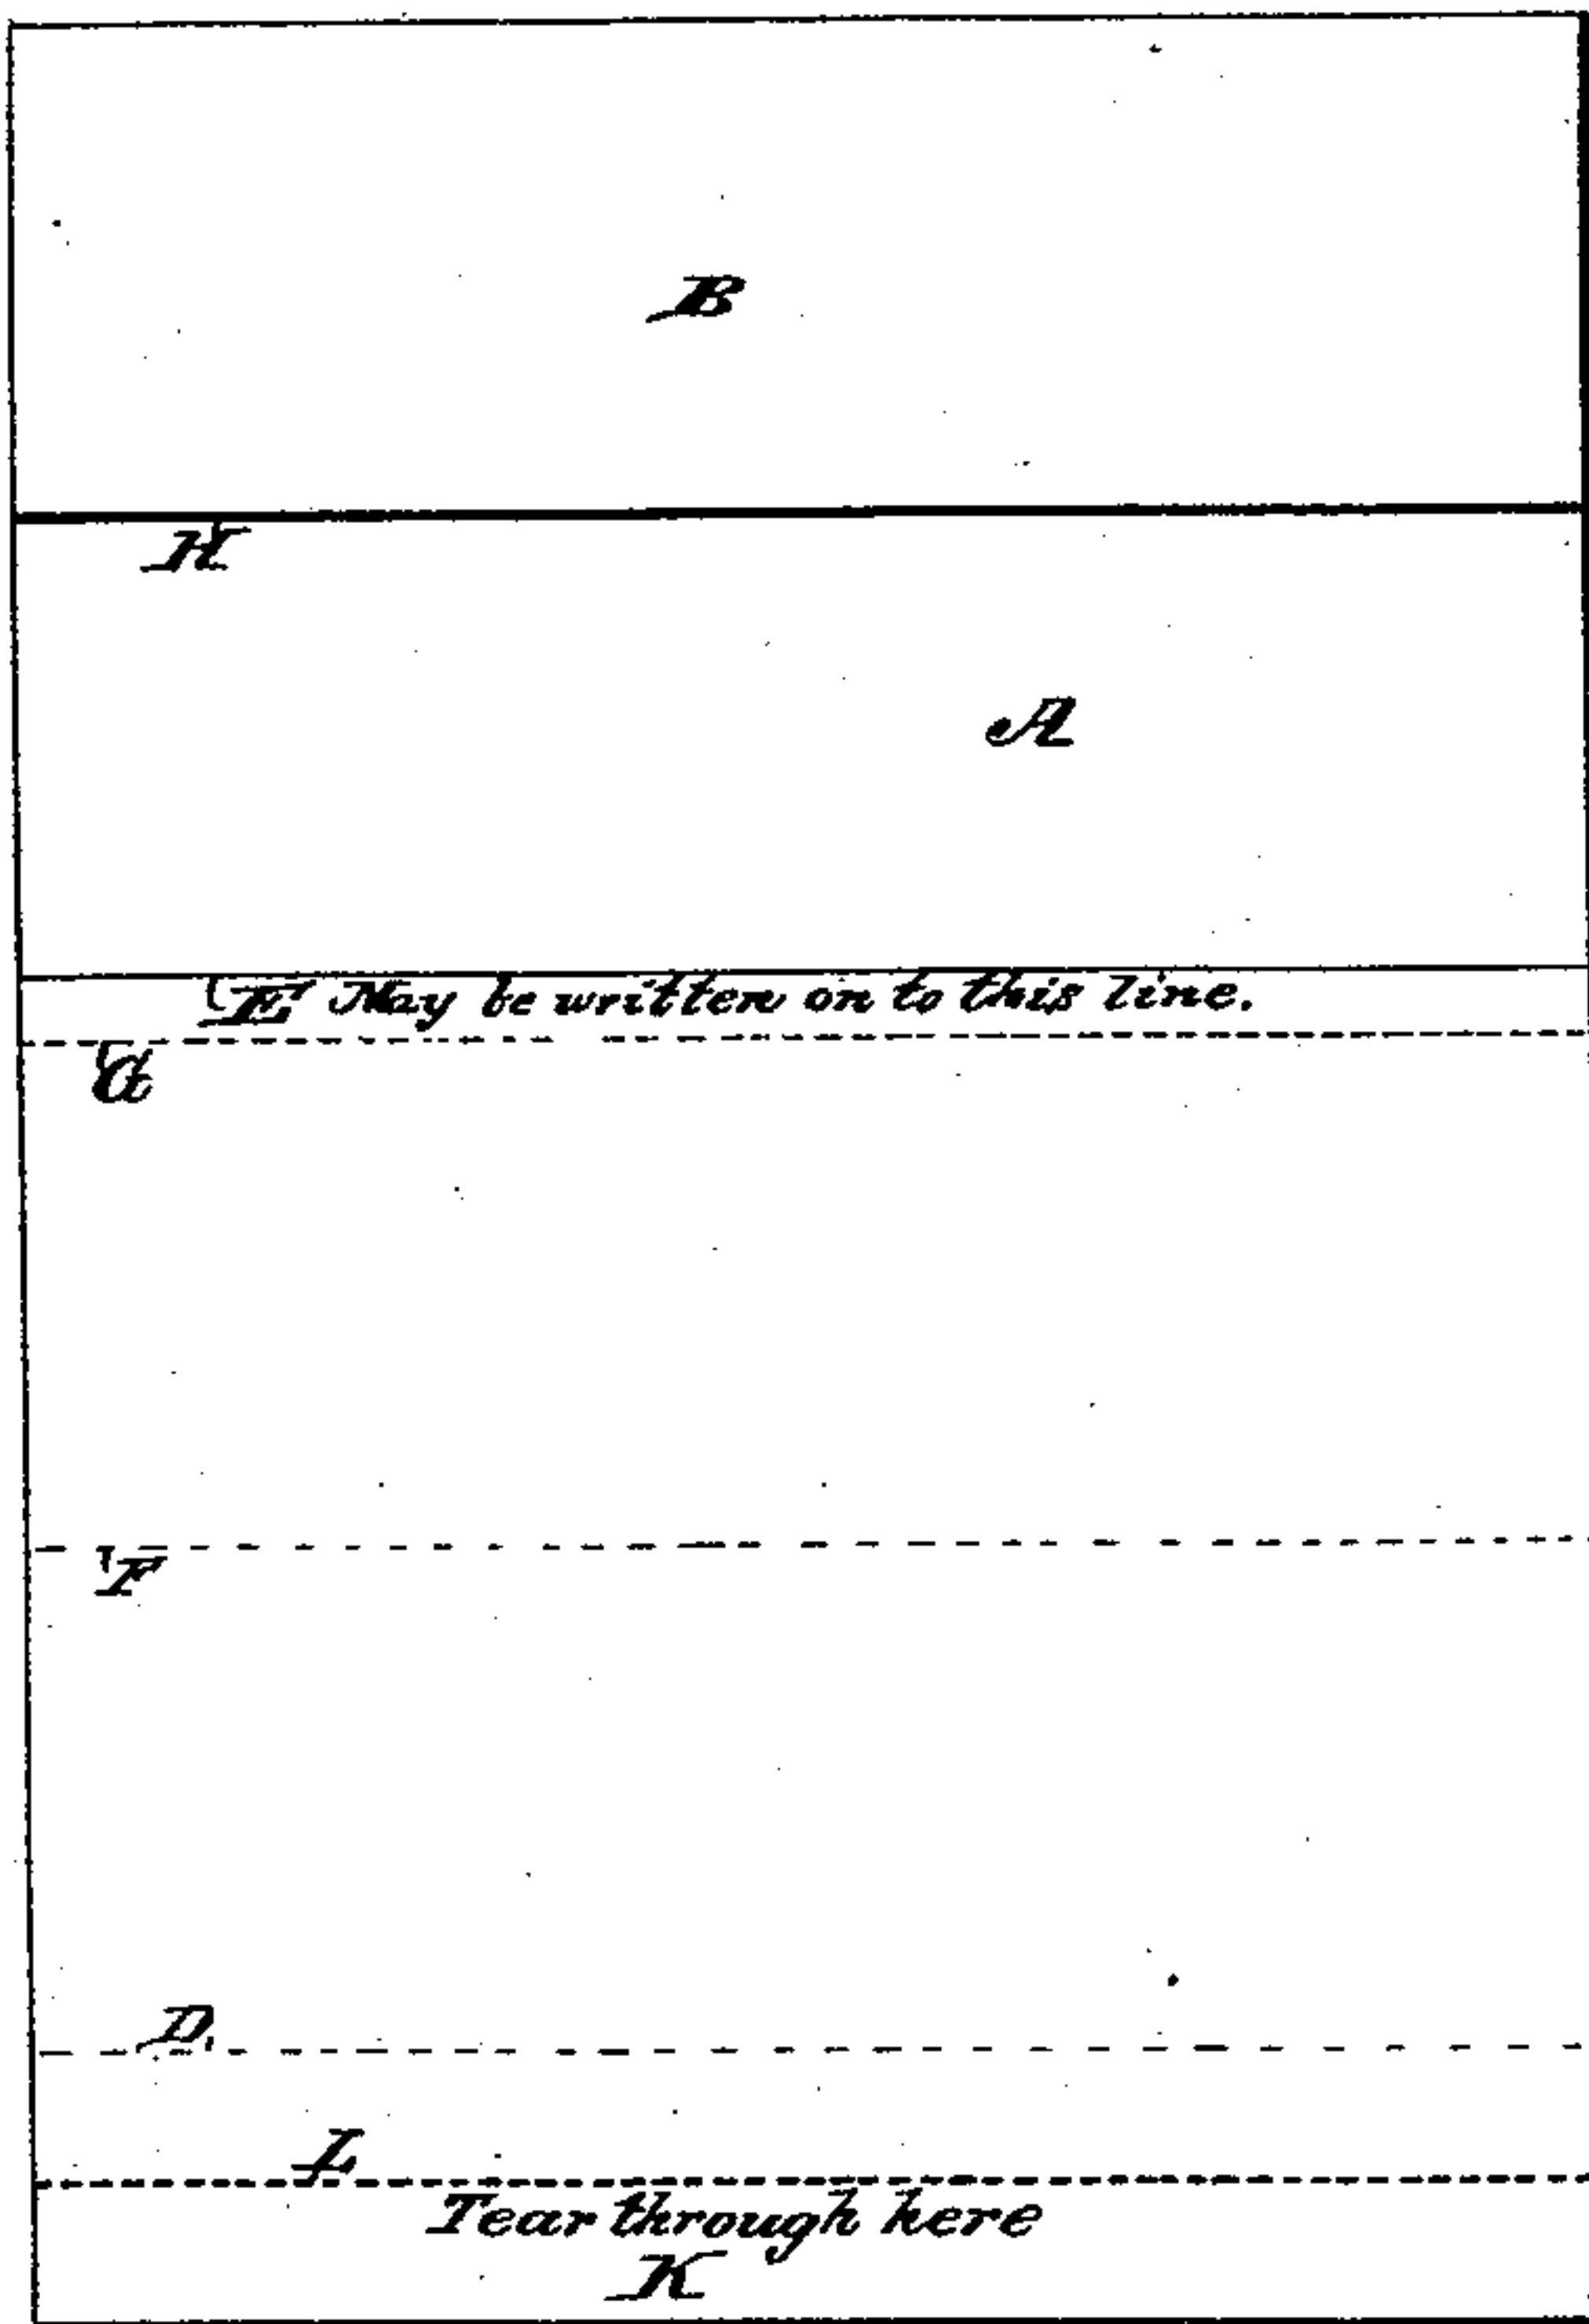 B
H
A
E May be written on to this line.
G
F
D
L
Tear through here
K